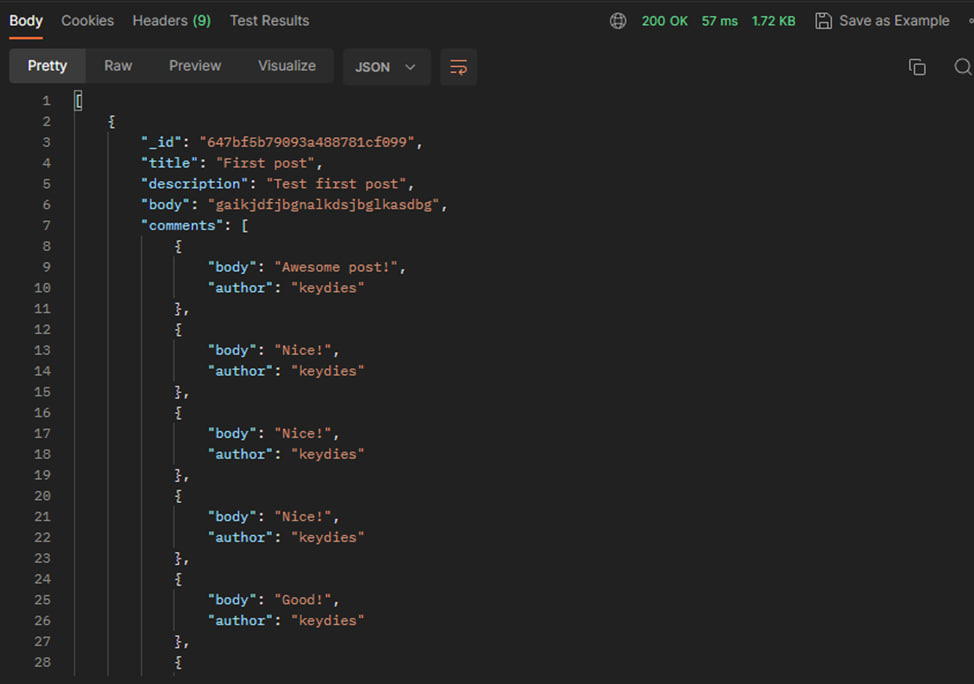 Body Cookies Headers (9) Test Results 200 OK 57 ms 1.72 KB Save as Example
Pretty Raw Preview Visualize JSON
1 [
2 {
3 "_id": "647bf5b79093a488781cf099",
4 "title": "First post",
5 "description": "Test first post",
6 "body": "gaikjdfjbgnalkdsjbglkasdbg",
7 "comments": [
8 {
9 "body": "Awesome post!",
10 "author": "keydies"
11 },
12 {
13 "body": "Nice!",
14 "author": "keydies"
15 },
16 {
17 "body": "Nice!",
18 "author": "keydies"
19 },
20 {
21 "body": "Nice!",
22 "author": "keydies"
23 },
24 {
25 "body": "Good!",
26 "author": "keydies"
27 },
28 {